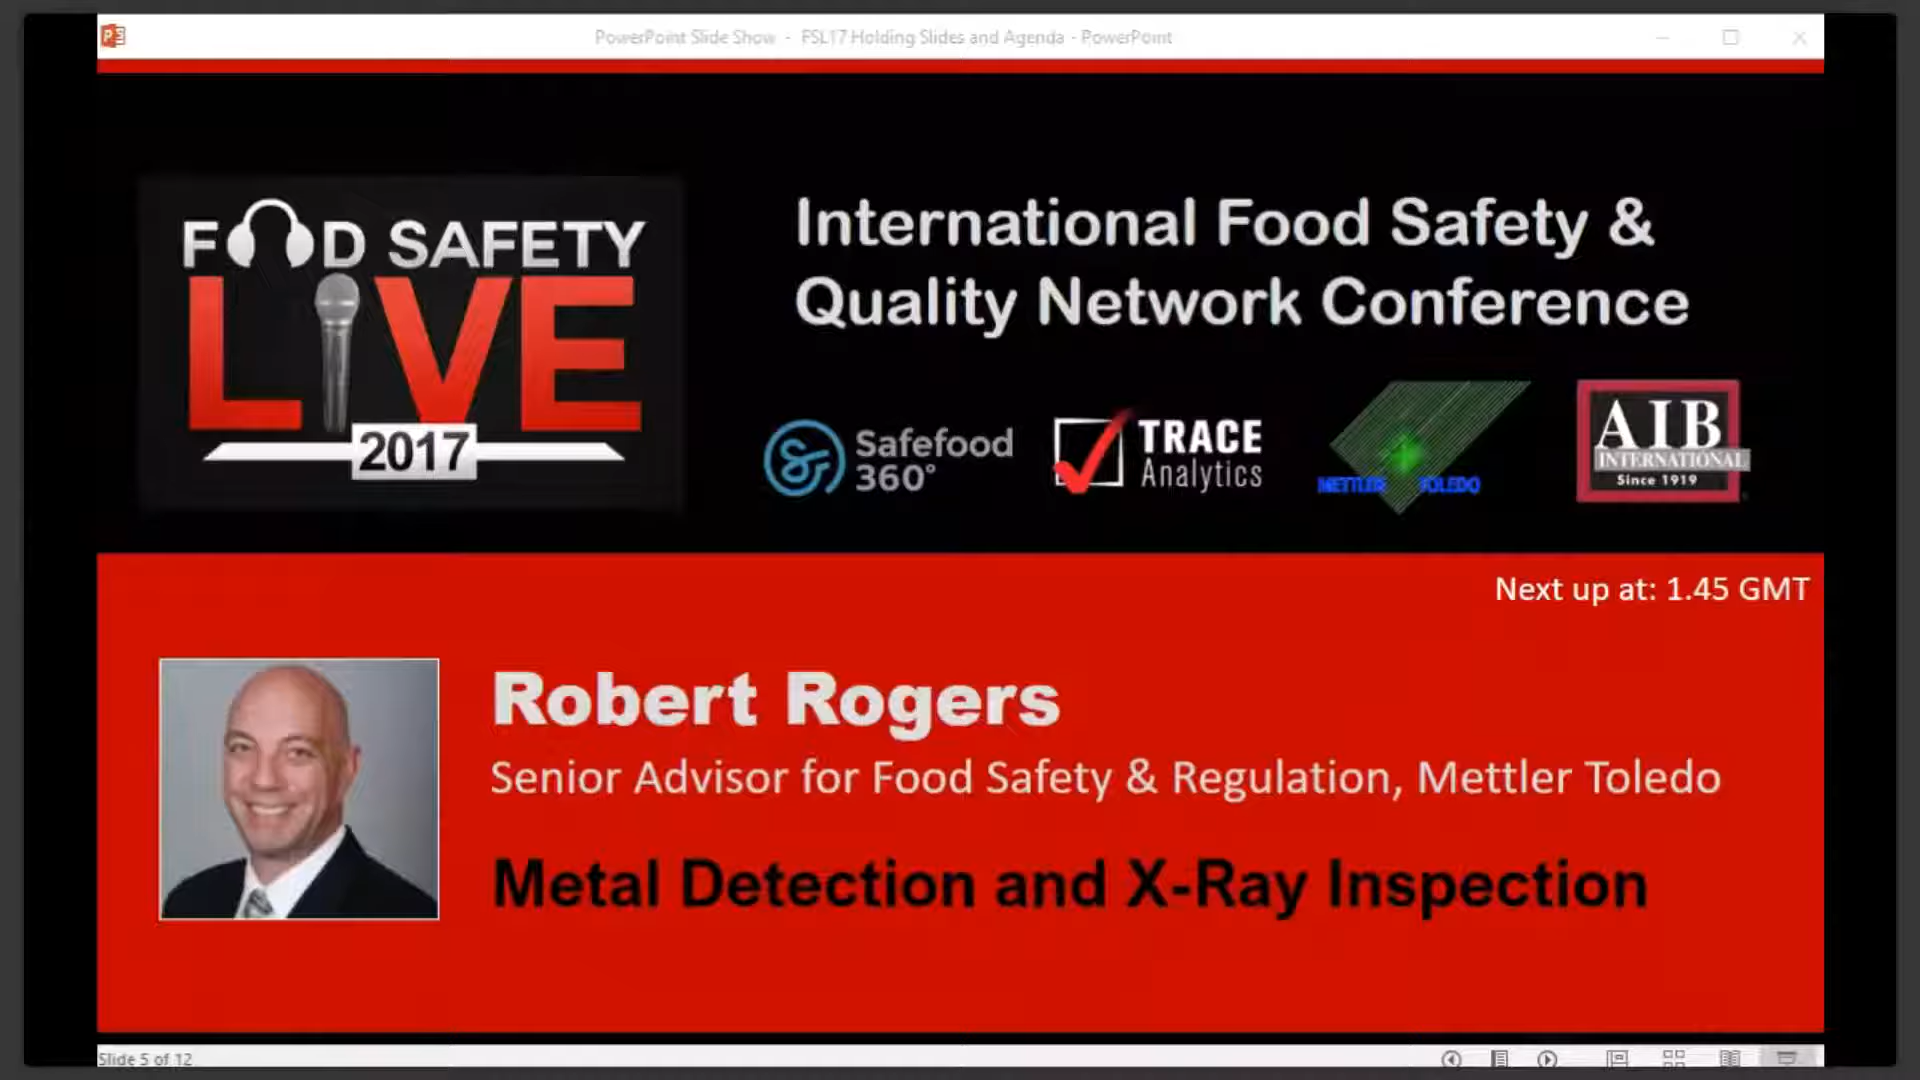 PowerPoint Slide Show - FSL17 Holding Slides and Agenda - PowerPoint
FOOD SAFETY
LIVE
2017
International Food Safety &
Quality Network Conference
Safefood
360°
TRACE
Analytics
METTLER TOLEDO
AIB
INTERNATIONAL
Since 1919
Next up at: 1.45 GMT
Robert Rogers
Senior Advisor for Food Safety & Regulation, Mettler Toledo
Metal Detection and X-Ray Inspection
Slide 5 of 12